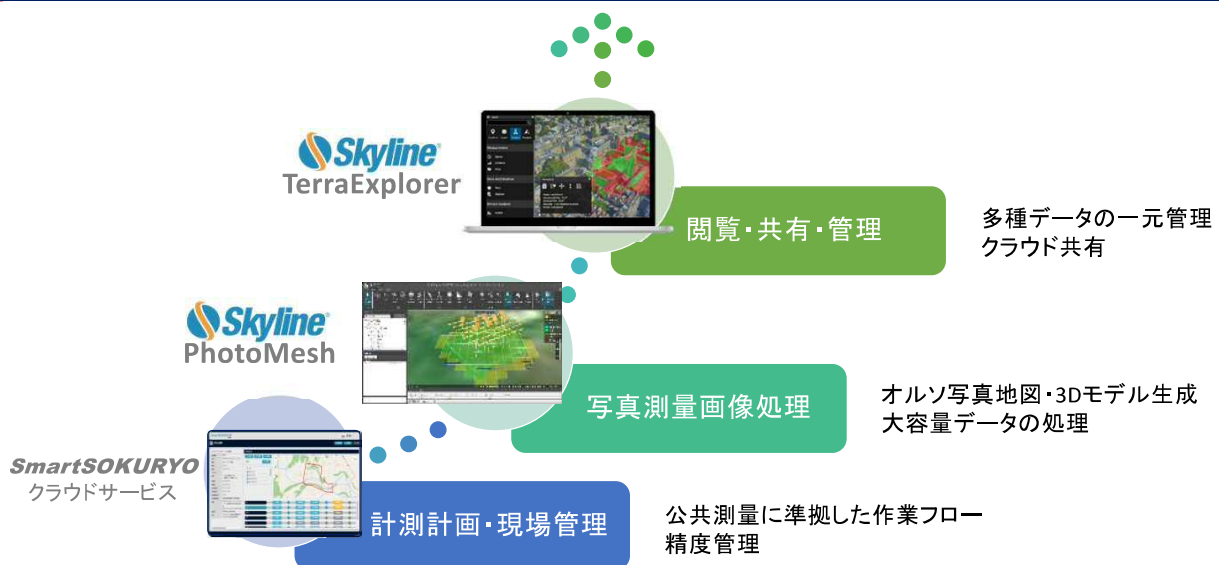 Skyline
TerraExplorer
閲覧・共有・管理
多種データの一元管理
クラウド共有
Skyline
PhotoMesh
写真測量画像処理
オルソ写真地図・3Dモデル生成
大容量データの処理
SmartSOKURYO
クラウドサービス
計測計画・現場管理
公共測量に準拠した作業フロー
精度管理